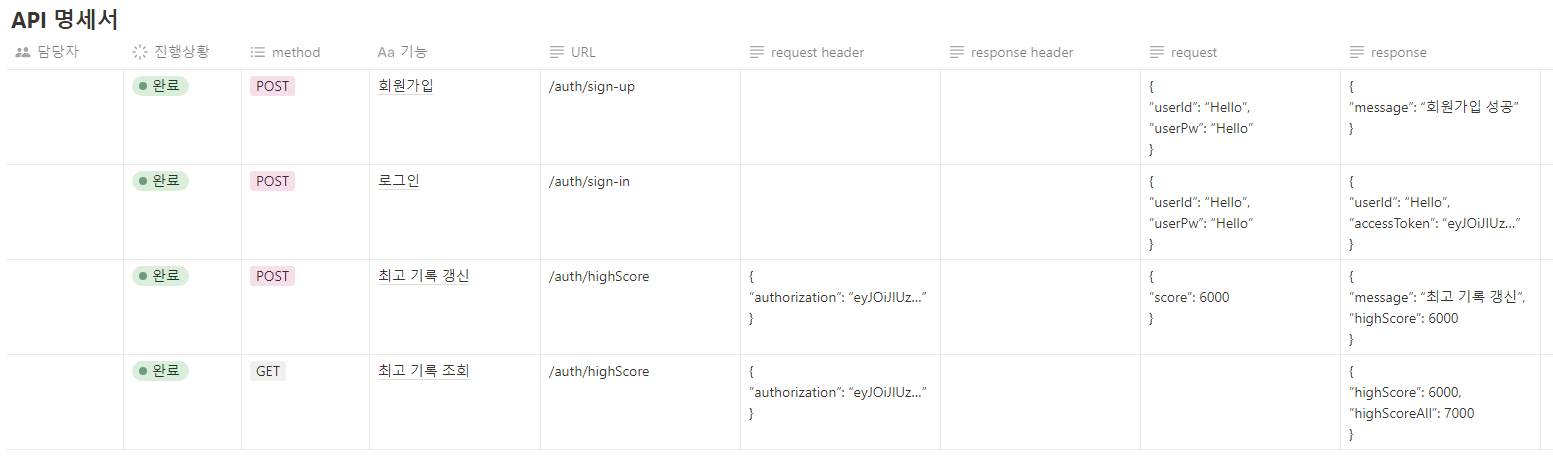 API 명세서
담당자 진행상황 method Aa 기능 URL request header response header request response
완료 POST 회원가입 /auth/sign-up
{
“userId”: “Hello”,
“userPw”: “Hello”
}
{
“message”: “회원가입 성공”
}
완료 POST 로그인 /auth/sign-in
{
“userId”: “Hello”,
“userPw”: “Hello”
}
{
“userId”: “Hello”,
“accessToken”: “eyJOiJIUz…”
}
완료 POST 최고 기록 갱신 /auth/highScore
{
“authorization”: “eyJOiJIUz…”
}
{
“score”: 6000
}
{
“message”: “최고 기록 갱신”,
“highScore”: 6000
}
완료 GET 최고 기록 조회 /auth/highScore
{
“authorization”: “eyJOiJIUz…”
}
{
“highScore”: 6000,
“highScoreAll”: 7000
}